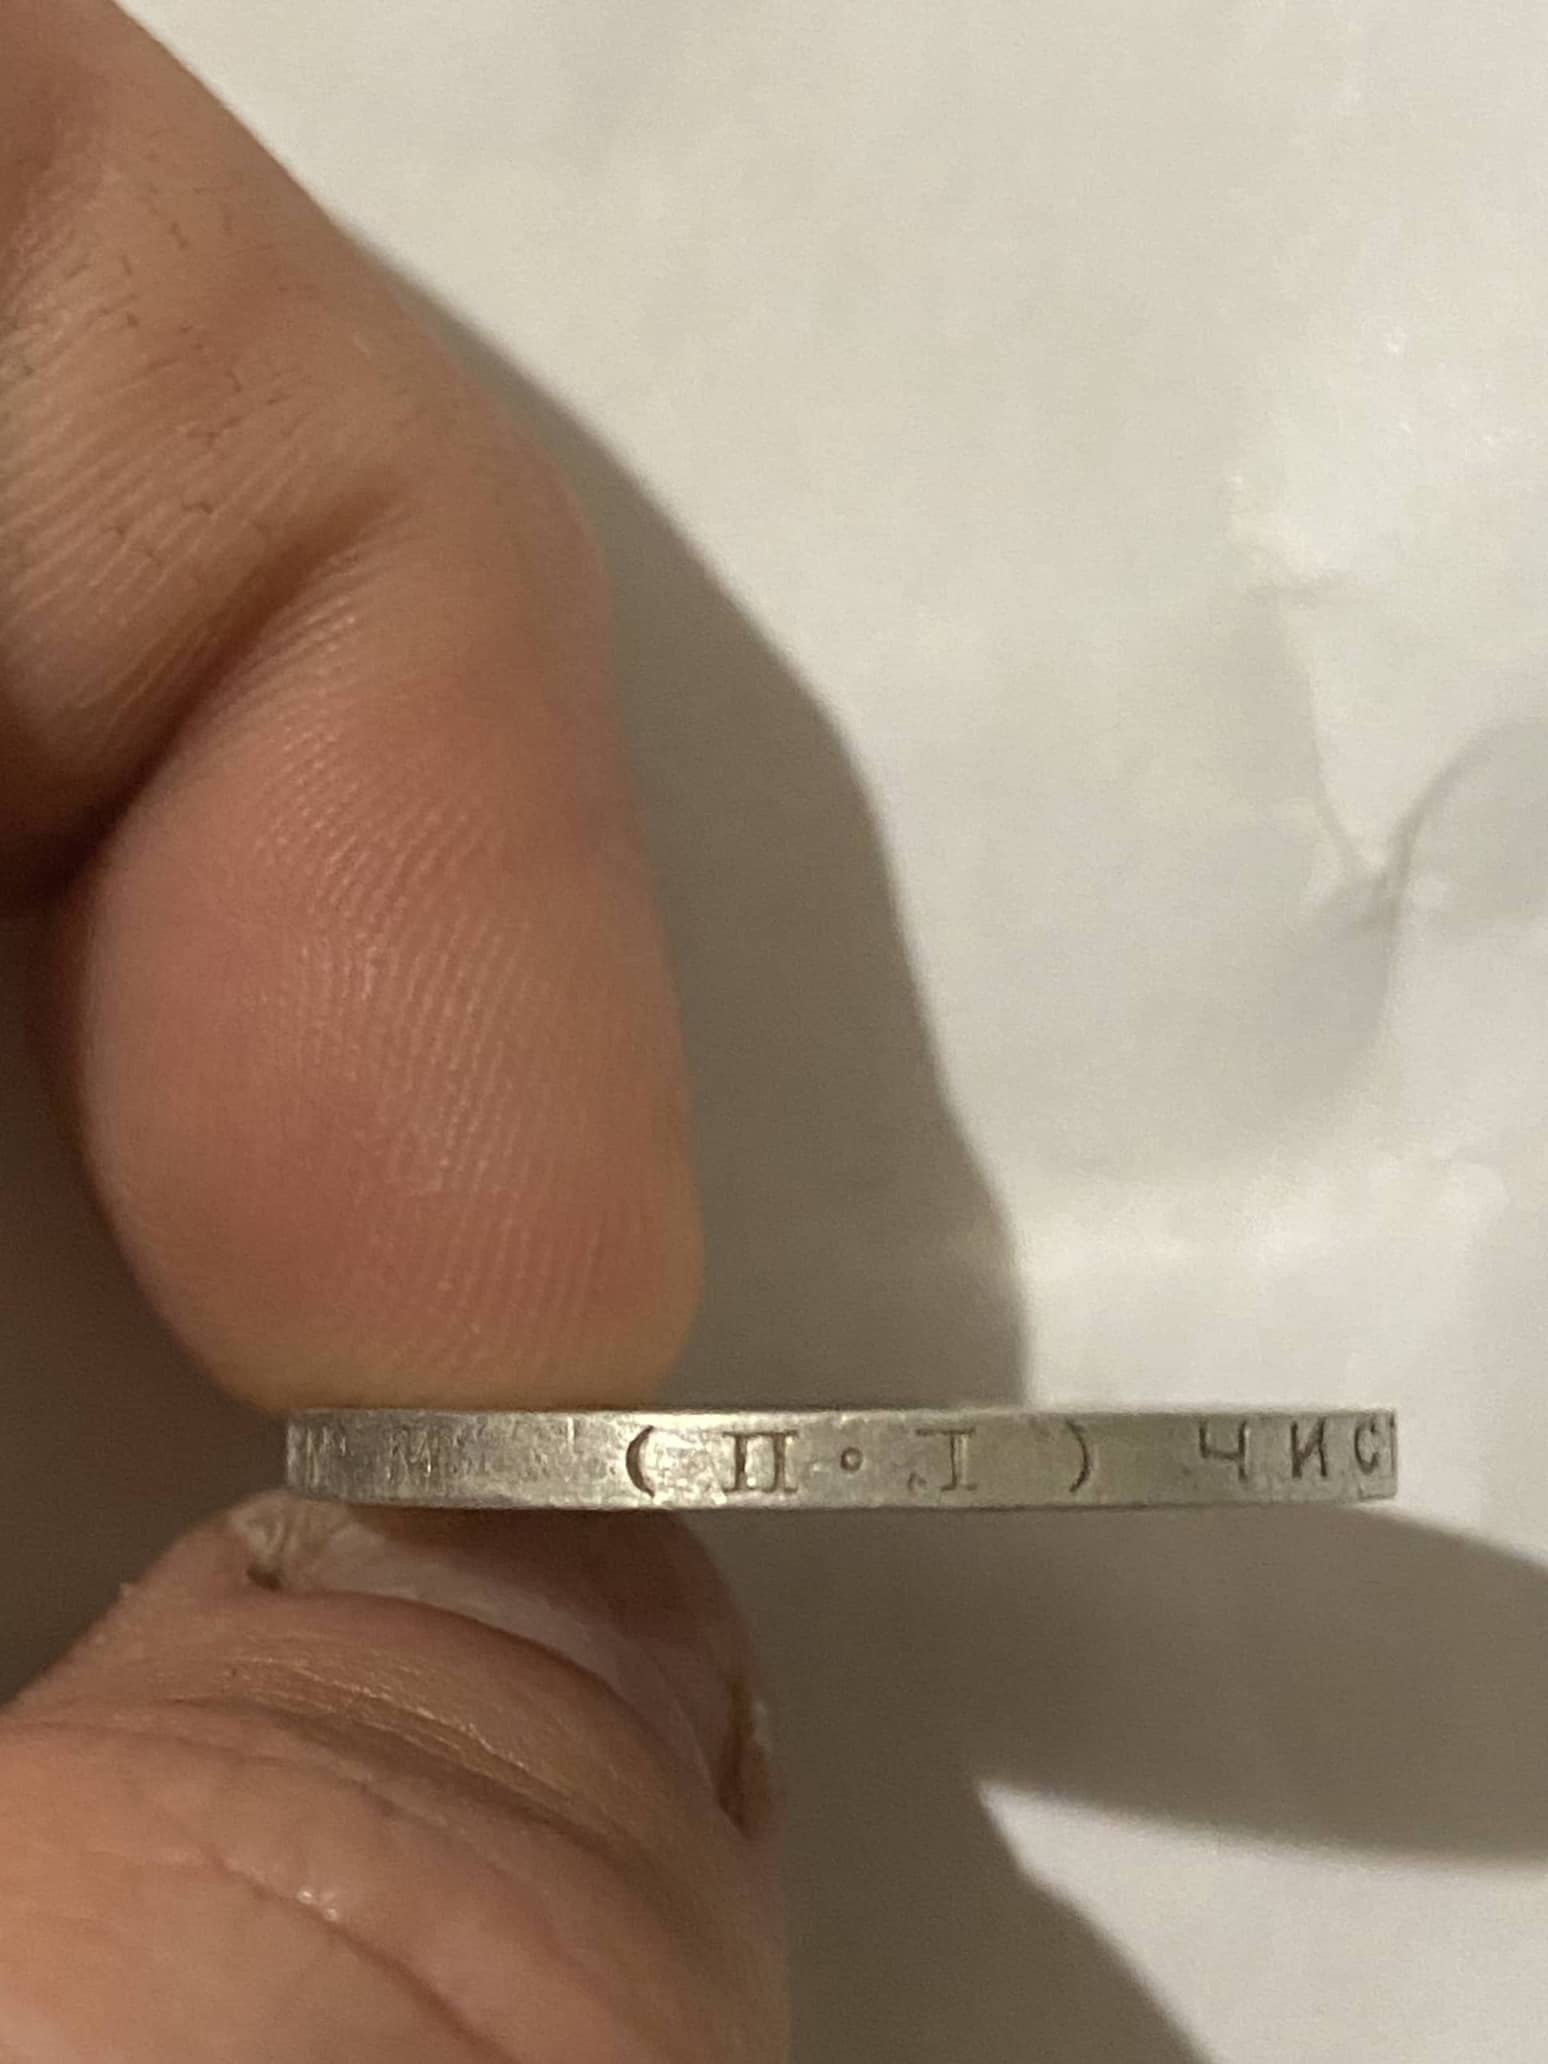 ( П · I ) ЧИС